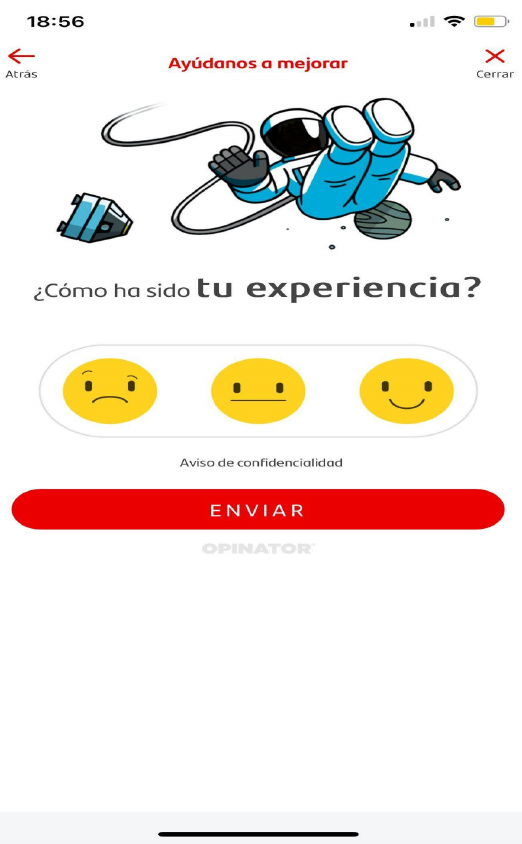 18:56
Ayúdanos a mejorar
Atrás
Cerrar
¿Cómo ha sido tu experiencia?
Aviso de confidencialidad
ENVIAR
OPINATOR